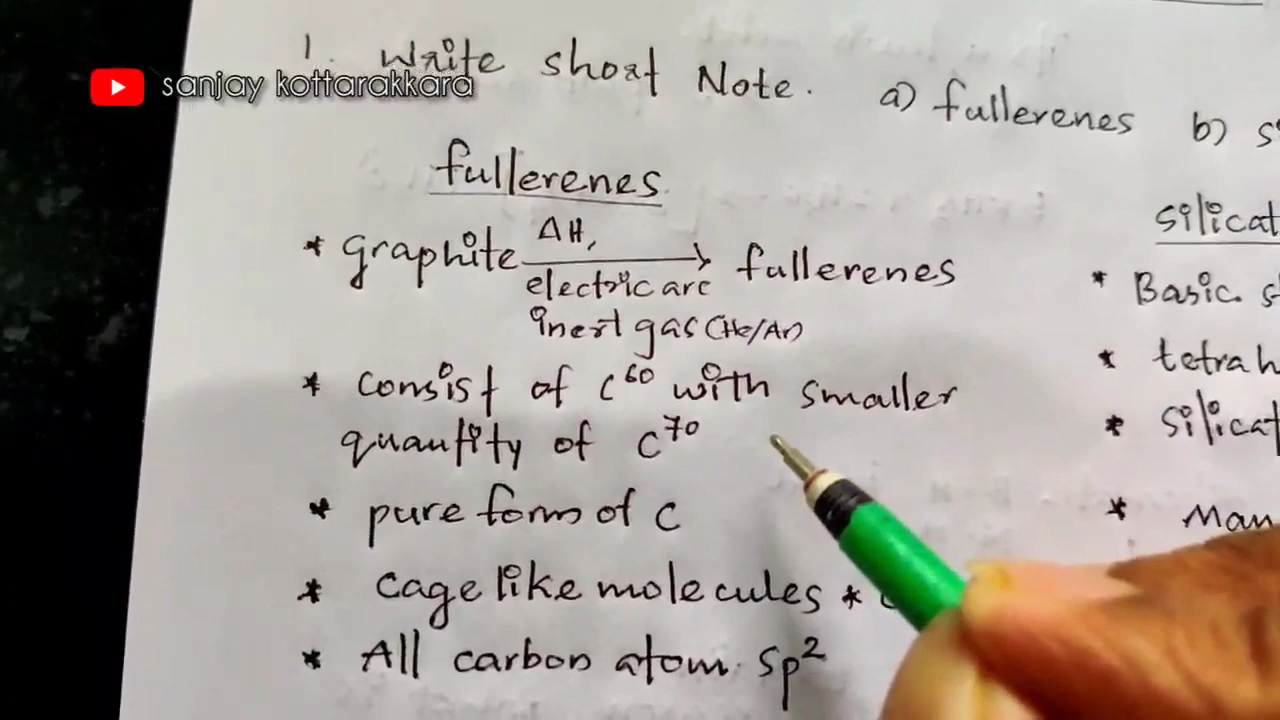 1. Write short Note. a) fullerenes b)
sanjay kottarakkara
fullerenes
* graphite ΔH, → fullerenes
electric arc
inert gas (He/Ar)
* consist of C⁶⁰ with smaller
quantity of C⁷⁰
* pure form of C
* cage like molecules *
* All carbon atom sp²
silicat
* Basic s
* tetrah
* silicat
* Man